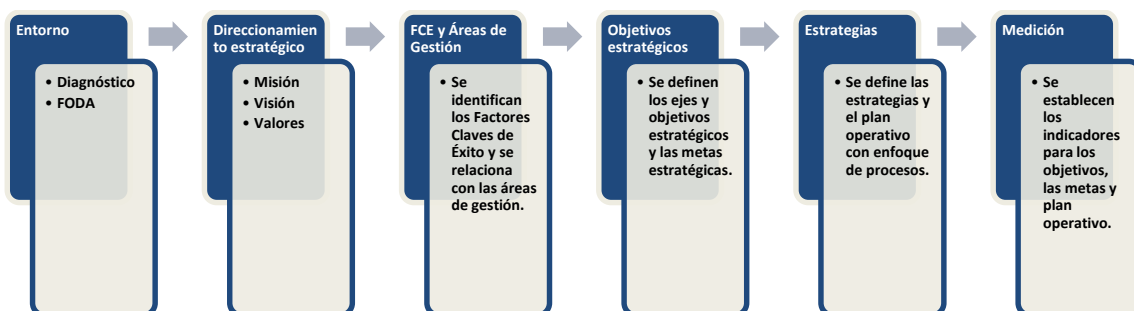 Entorno
• Diagnóstico
• FODA
Direccionamien
to estratégico
• Misión
• Visión
• Valores
FCE y Áreas de
Gestión
• Se
identifican
los Factores
Claves de
Éxito y se
relaciona
con las áreas
de gestión.
Objetivos
estratégicos
• Se definen
los ejes y
objetivos
estratégicos
y las metas
estratégicas.
Estrategias
• Se define las
estrategias y
el plan
operativo
con enfoque
de procesos.
Medición
• Se
establecen
los
indicadores
para los
objetivos,
las metas y
plan
operativo.